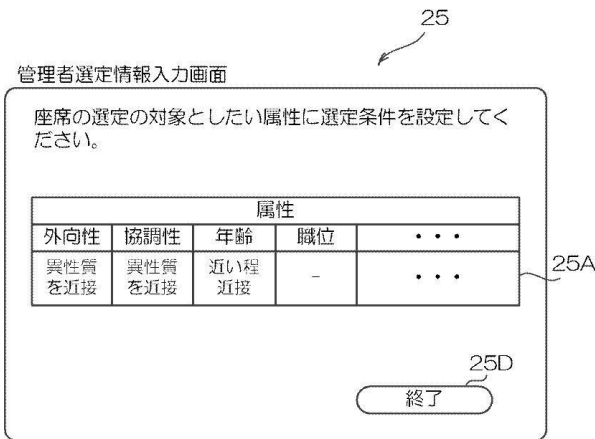 25
管理者選定情報入力画面
座席の選定の対象としたい属性に選定条件を設定してく
ださい。
属性
外向性 協調性 年齢 職位 ・・・
異性質 異性質 近い程 - ・・・
を近接 を近接 近接
25A
25D
終了